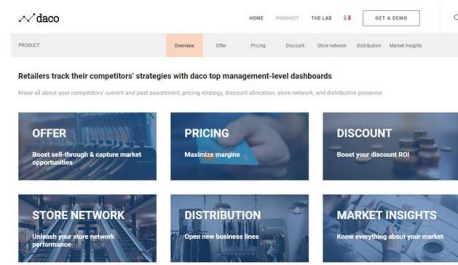 daco
HOME PRODUCT THE LAB GET A DEMO
PRODUCT Overview Offer Pricing Discount Store network Distribution Market Insights
Retailers track their competitors' strategies with daco top management-level dashboards
Know all about your competitors' current and past assortment, pricing strategy, discount allocation, store network, and distribution presence.
OFFER
Boost sell-through & capture market
opportunities
PRICING
Maximize margins
DISCOUNT
Boost your discount ROI
STORE NETWORK
Unleash your store network
performance
DISTRIBUTION
Open new business lines
MARKET INSIGHTS
Know everything about your market